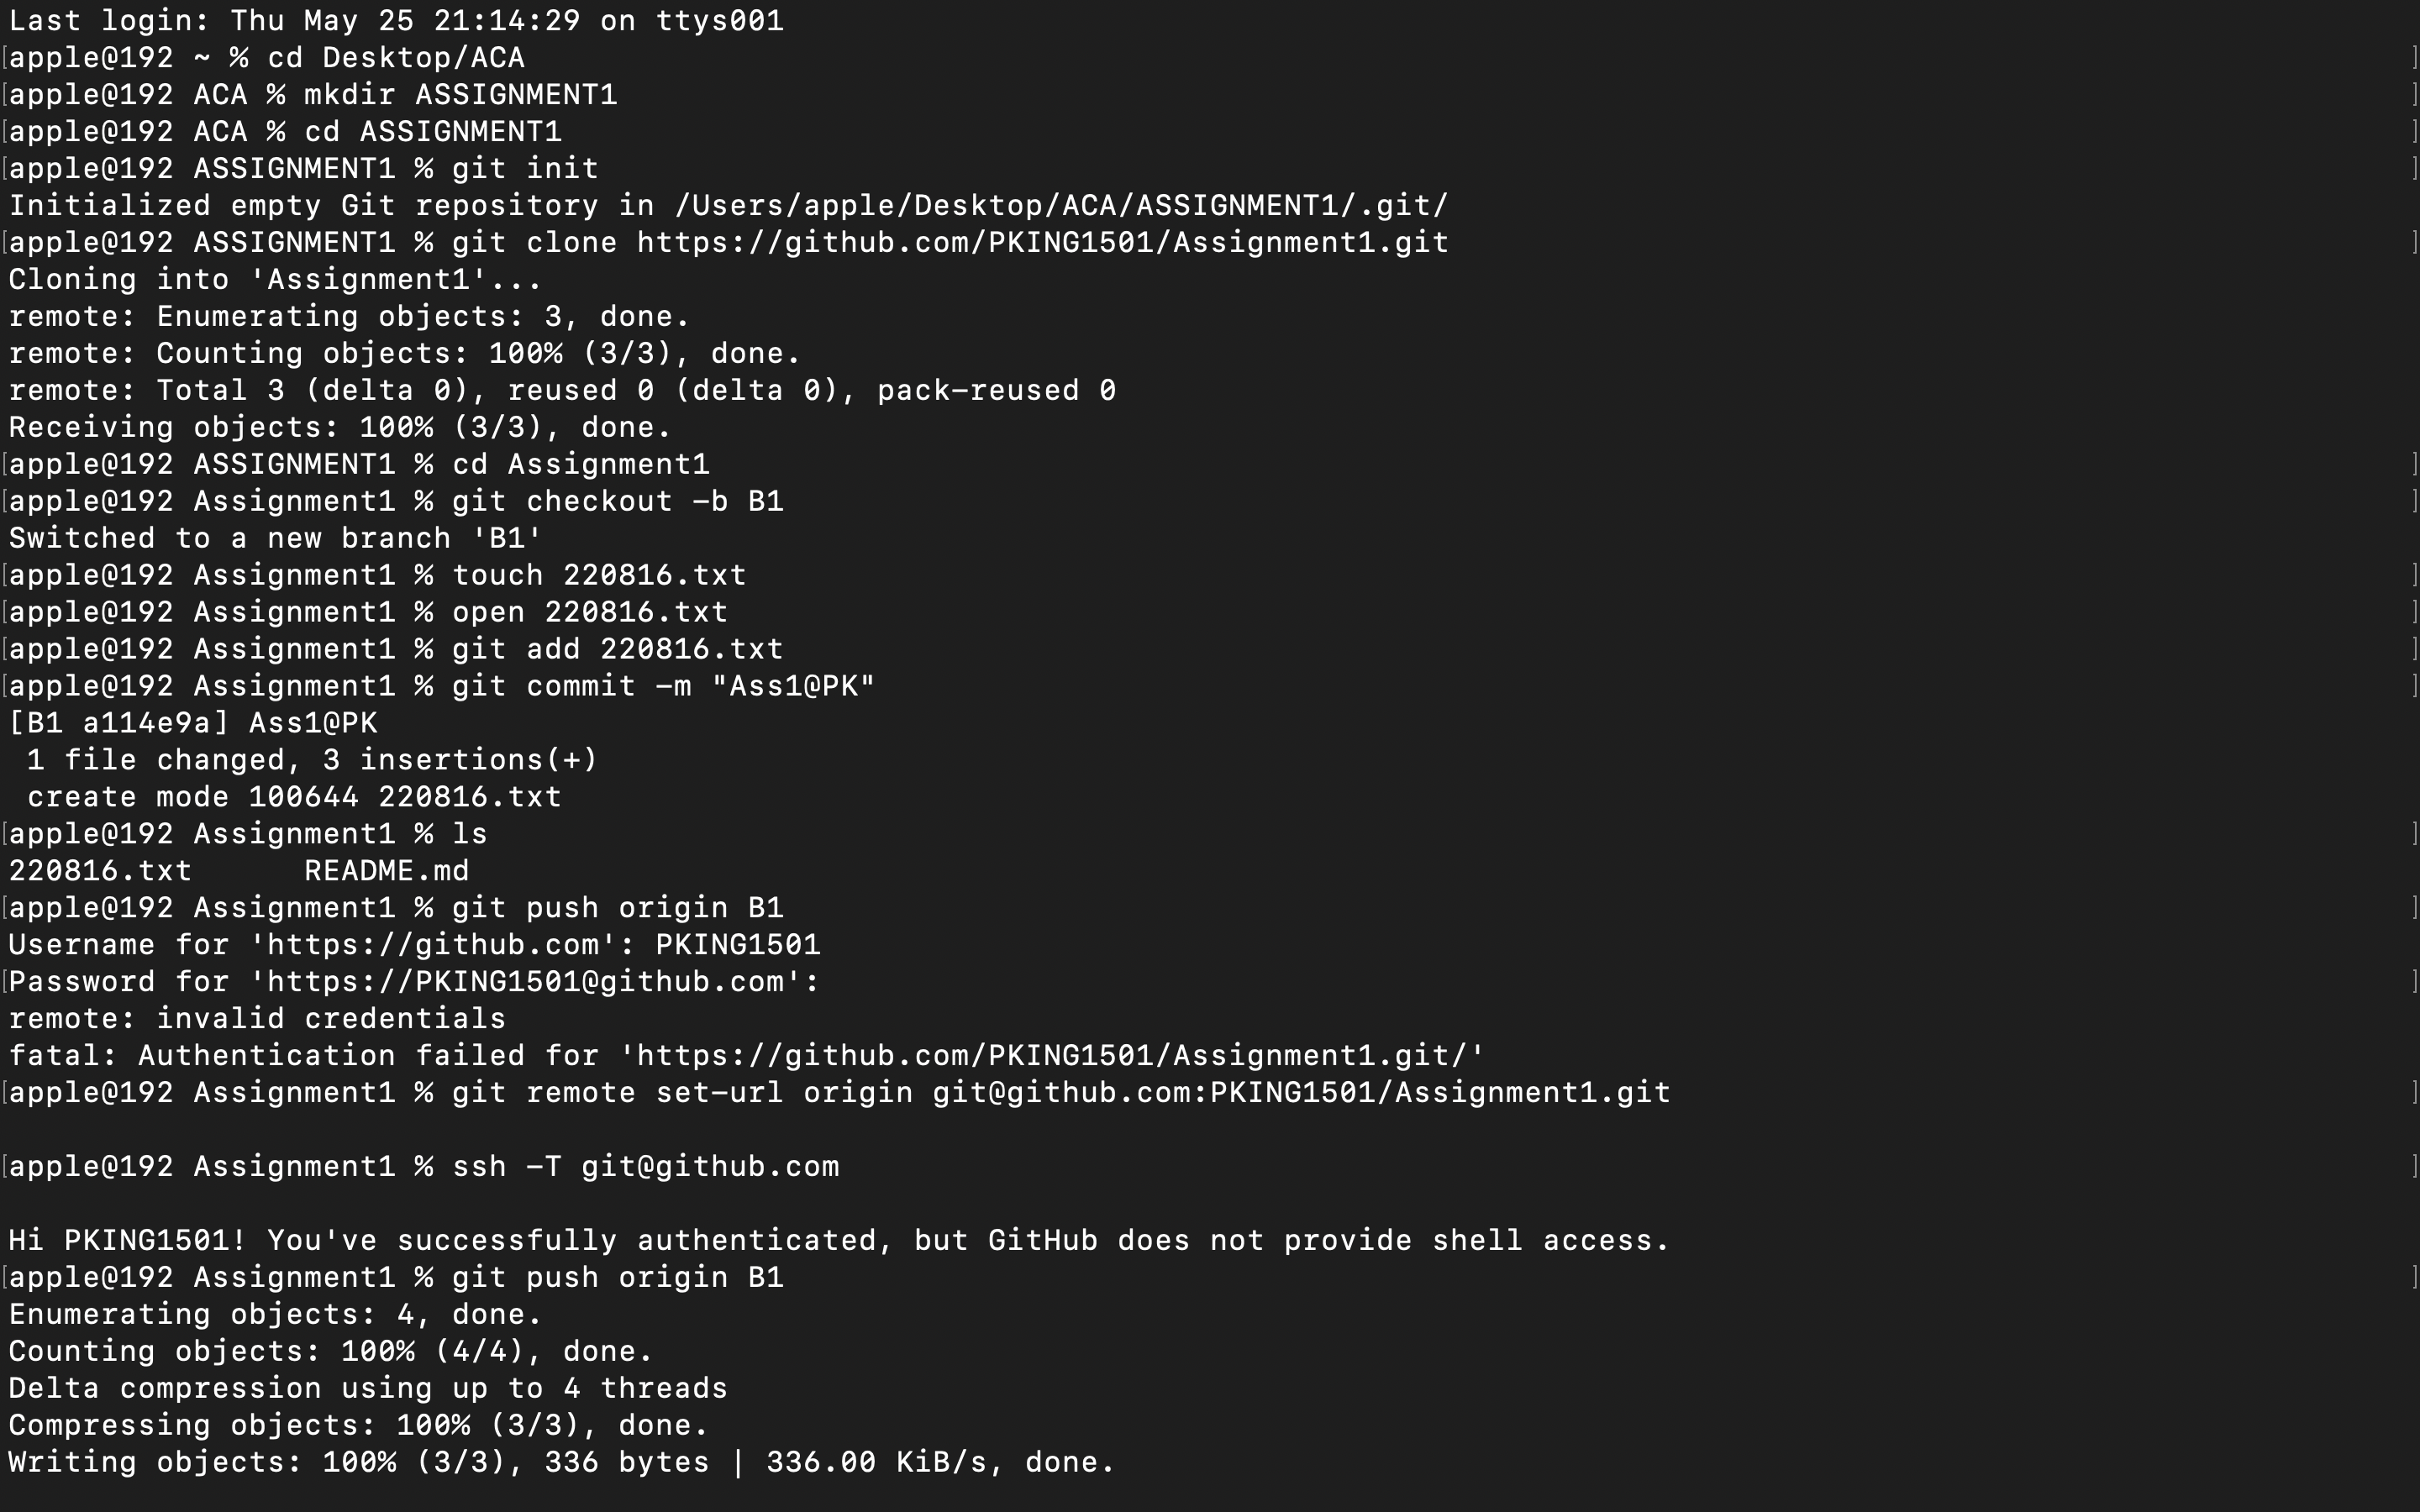 Last login: Thu May 25 21:14:29 on ttys001
[apple@192 ~ % cd Desktop/ACA ]
[apple@192 ACA % mkdir ASSIGNMENT1 ]
[apple@192 ACA % cd ASSIGNMENT1 ]
[apple@192 ASSIGNMENT1 % git init ]
Initialized empty Git repository in /Users/apple/Desktop/ACA/ASSIGNMENT1/.git/
[apple@192 ASSIGNMENT1 % git clone https://github.com/PKING1501/Assignment1.git ]
Cloning into 'Assignment1'...
remote: Enumerating objects: 3, done.
remote: Counting objects: 100% (3/3), done.
remote: Total 3 (delta 0), reused 0 (delta 0), pack-reused 0
Receiving objects: 100% (3/3), done.
[apple@192 ASSIGNMENT1 % cd Assignment1 ]
[apple@192 Assignment1 % git checkout -b B1 ]
Switched to a new branch 'B1'
[apple@192 Assignment1 % touch 220816.txt ]
[apple@192 Assignment1 % open 220816.txt ]
[apple@192 Assignment1 % git add 220816.txt ]
[apple@192 Assignment1 % git commit -m "Ass1@PK" ]
[B1 a114e9a] Ass1@PK
 1 file changed, 3 insertions(+)
 create mode 100644 220816.txt
[apple@192 Assignment1 % ls ]
220816.txt      README.md
[apple@192 Assignment1 % git push origin B1 ]
Username for 'https://github.com': PKING1501
[Password for 'https://PKING1501@github.com': ]
remote: invalid credentials
fatal: Authentication failed for 'https://github.com/PKING1501/Assignment1.git/'
[apple@192 Assignment1 % git remote set-url origin git@github.com:PKING1501/Assignment1.git ]
[apple@192 Assignment1 % ssh -T git@github.com ]
Hi PKING1501! You've successfully authenticated, but GitHub does not provide shell access.
[apple@192 Assignment1 % git push origin B1 ]
Enumerating objects: 4, done.
Counting objects: 100% (4/4), done.
Delta compression using up to 4 threads
Compressing objects: 100% (3/3), done.
Writing objects: 100% (3/3), 336 bytes | 336.00 KiB/s, done.